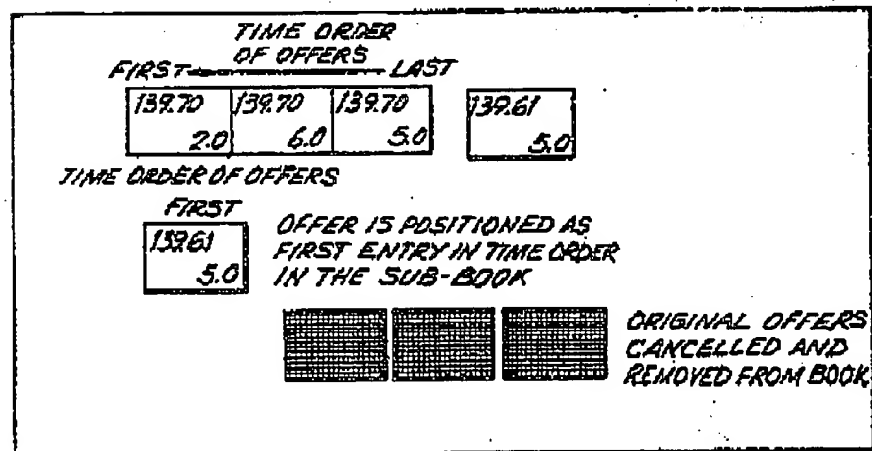 TIME ORDER
OF OFFERS
FIRST LAST
139.70 139.70 139.70 139.61
2.0 6.0 5.0 5.0
TIME ORDER OF OFFERS
FIRST
139.61
5.0
OFFER IS POSITIONED AS
FIRST ENTRY IN TIME ORDER
IN THE SUB-BOOK
ORIGINAL OFFERS
CANCELLED AND
REMOVED FROM BOOK